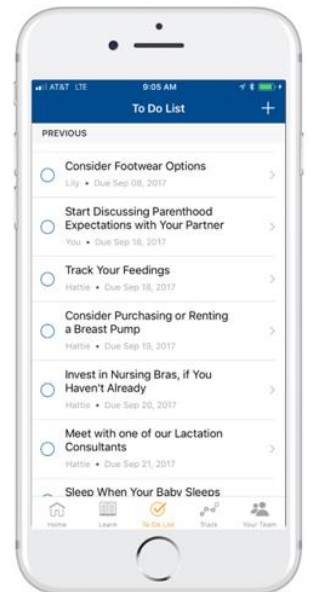 AT&T LTE 9:05 AM
To Do List +
PREVIOUS
Consider Footwear Options
Lily • Due Sep 08, 2017
Start Discussing Parenthood
Expectations with Your Partner
You • Due Sep 16, 2017
Track Your Feedings
Hattie • Due Sep 18, 2017
Consider Purchasing or Renting
a Breast Pump
Hattie • Due Sep 19, 2017
Invest in Nursing Bras, if You
Haven't Already
Hattie • Due Sep 20, 2017
Meet with one of our Lactation
Consultants
Hattie • Due Sep 21, 2017
Sleep When Your Baby Sleeps
Home Learn To Do List Track Your Team